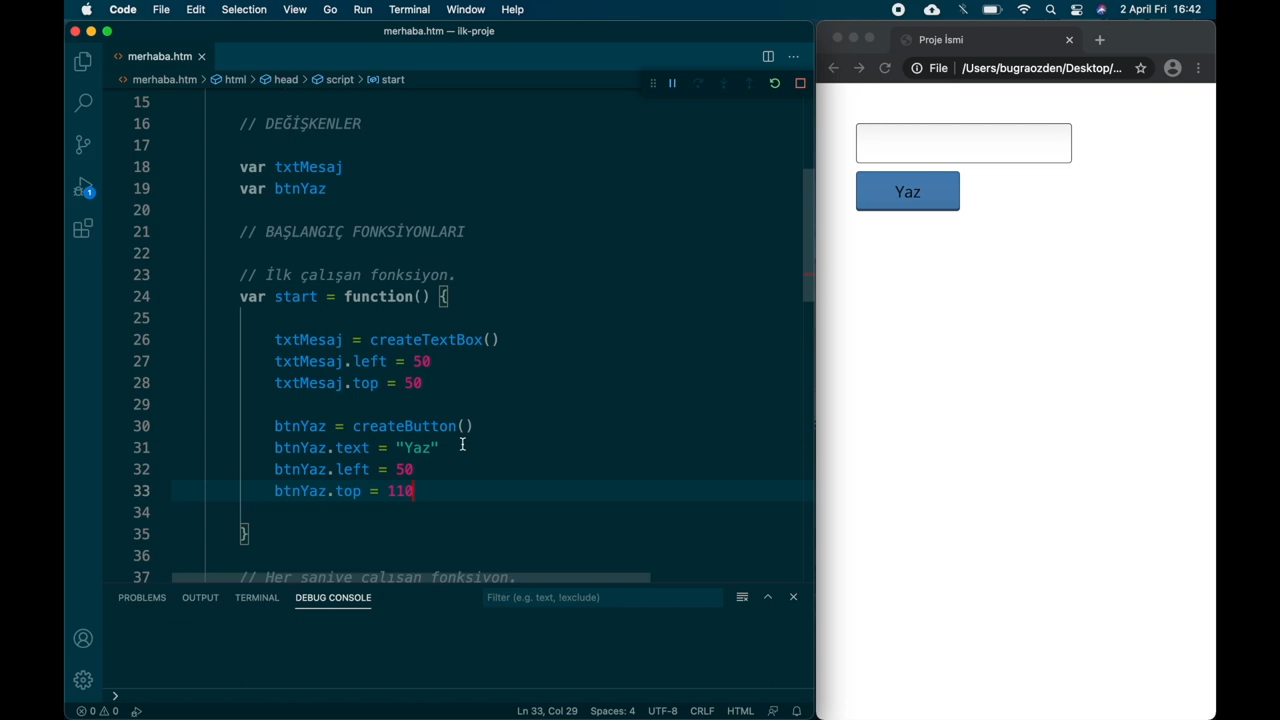 Code File Edit Selection View Go Run Terminal Window Help 2 April Fri 16:42
merhaba.htm — ilk-proje
merhaba.htm
merhaba.htm > html > head > script > start
15
16 // DEĞİŞKENLER
17
18 var txtMesaj
19 var btnYaz
20
21 // BAŞLANGIÇ FONKSİYONLARI
22
23 // İlk çalışan fonksiyon.
24 var start = function() {
25
26 txtMesaj = createTextBox()
27 txtMesaj.left = 50
28 txtMesaj.top = 50
29
30 btnYaz = createButton()
31 btnYaz.text = "Yaz"
32 btnYaz.left = 50
33 btnYaz.top = 110
34
35 }
36
37 // Her saniye çalışan fonksiyon.
1
PROBLEMS OUTPUT TERMINAL DEBUG CONSOLE Filter (e.g. text, !exclude)
0 0 Ln 33, Col 29 Spaces: 4 UTF-8 CRLF HTML
Proje İsmi
File /Users/bugraozden/Desktop/...
Yaz